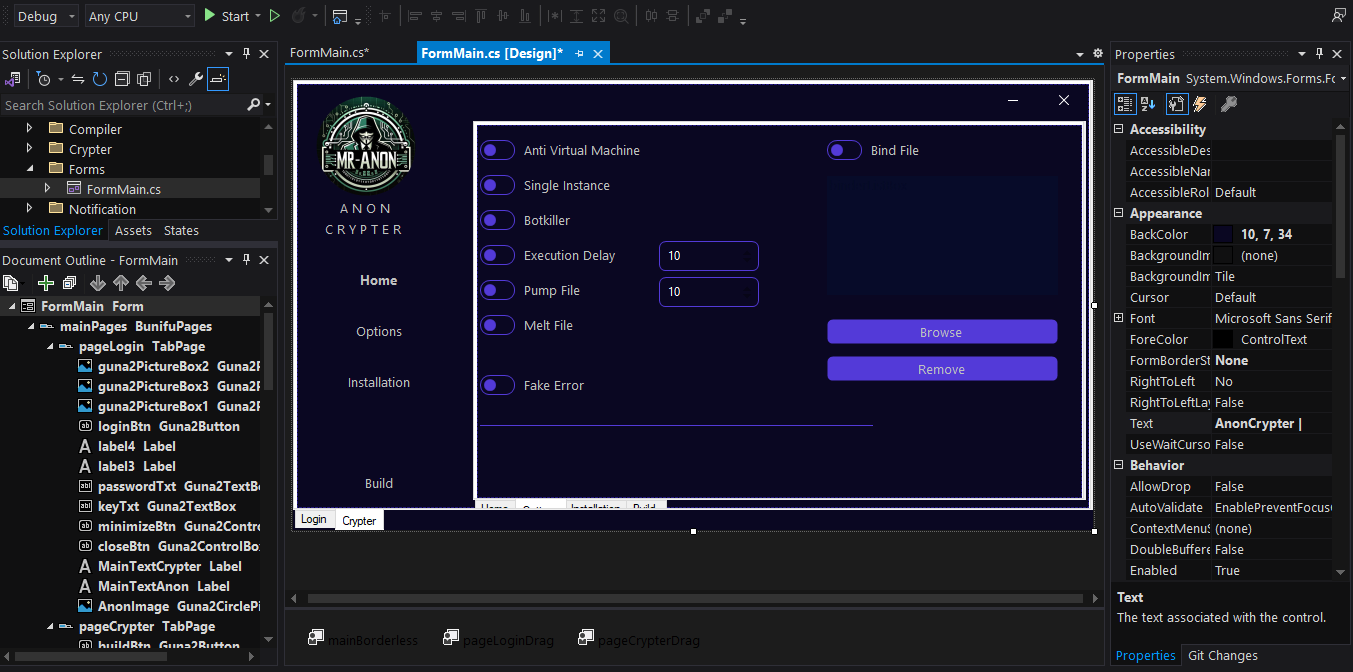 Debug Any CPU Start
Solution Explorer
Search Solution Explorer (Ctrl+;)
Compiler
Crypter
Forms
FormMain.cs
Notification
Solution Explorer Assets States
Document Outline - FormMain
FormMain Form
mainPages BunifuPages
pageLogin TabPage
guna2PictureBox2 Guna2P
guna2PictureBox3 Guna2P
guna2PictureBox1 Guna2P
loginBtn Guna2Button
label4 Label
label3 Label
passwordTxt Guna2TextBo
keyTxt Guna2TextBox
minimizeBtn Guna2Contro
closeBtn Guna2ControlBo
MainTextCrypter Label
MainTextAnon Label
AnonImage Guna2CirclePi
pageCrypter TabPage
buildBtn Guna2Button
FormMain.cs* FormMain.cs [Design]*
MR-ANON
ANON
CRYPTER
Home
Options
Installation
Build
Anti Virtual Machine
Single Instance
Botkiller
Execution Delay 10
Pump File 10
Melt File
Fake Error
Bind File
Browse
Remove
Home Installation Build
Login Crypter
mainBorderless pageLoginDrag pageCrypterDrag
Properties
FormMain System.Windows.Forms.Fo
Accessibility
AccessibleDes
AccessibleNar
AccessibleRol Default
Appearance
BackColor 10, 7, 34
BackgroundIm (none)
BackgroundIm Tile
Cursor Default
Font Microsoft Sans Serif
ForeColor ControlText
FormBorderSt None
RightToLeft No
RightToLeftLay False
Text AnonCrypter |
UseWaitCurso False
Behavior
AllowDrop False
AutoValidate EnablePreventFocusC
ContextMenuS (none)
DoubleBuffere False
Enabled True
Text
The text associated with the control.
Properties Git Changes